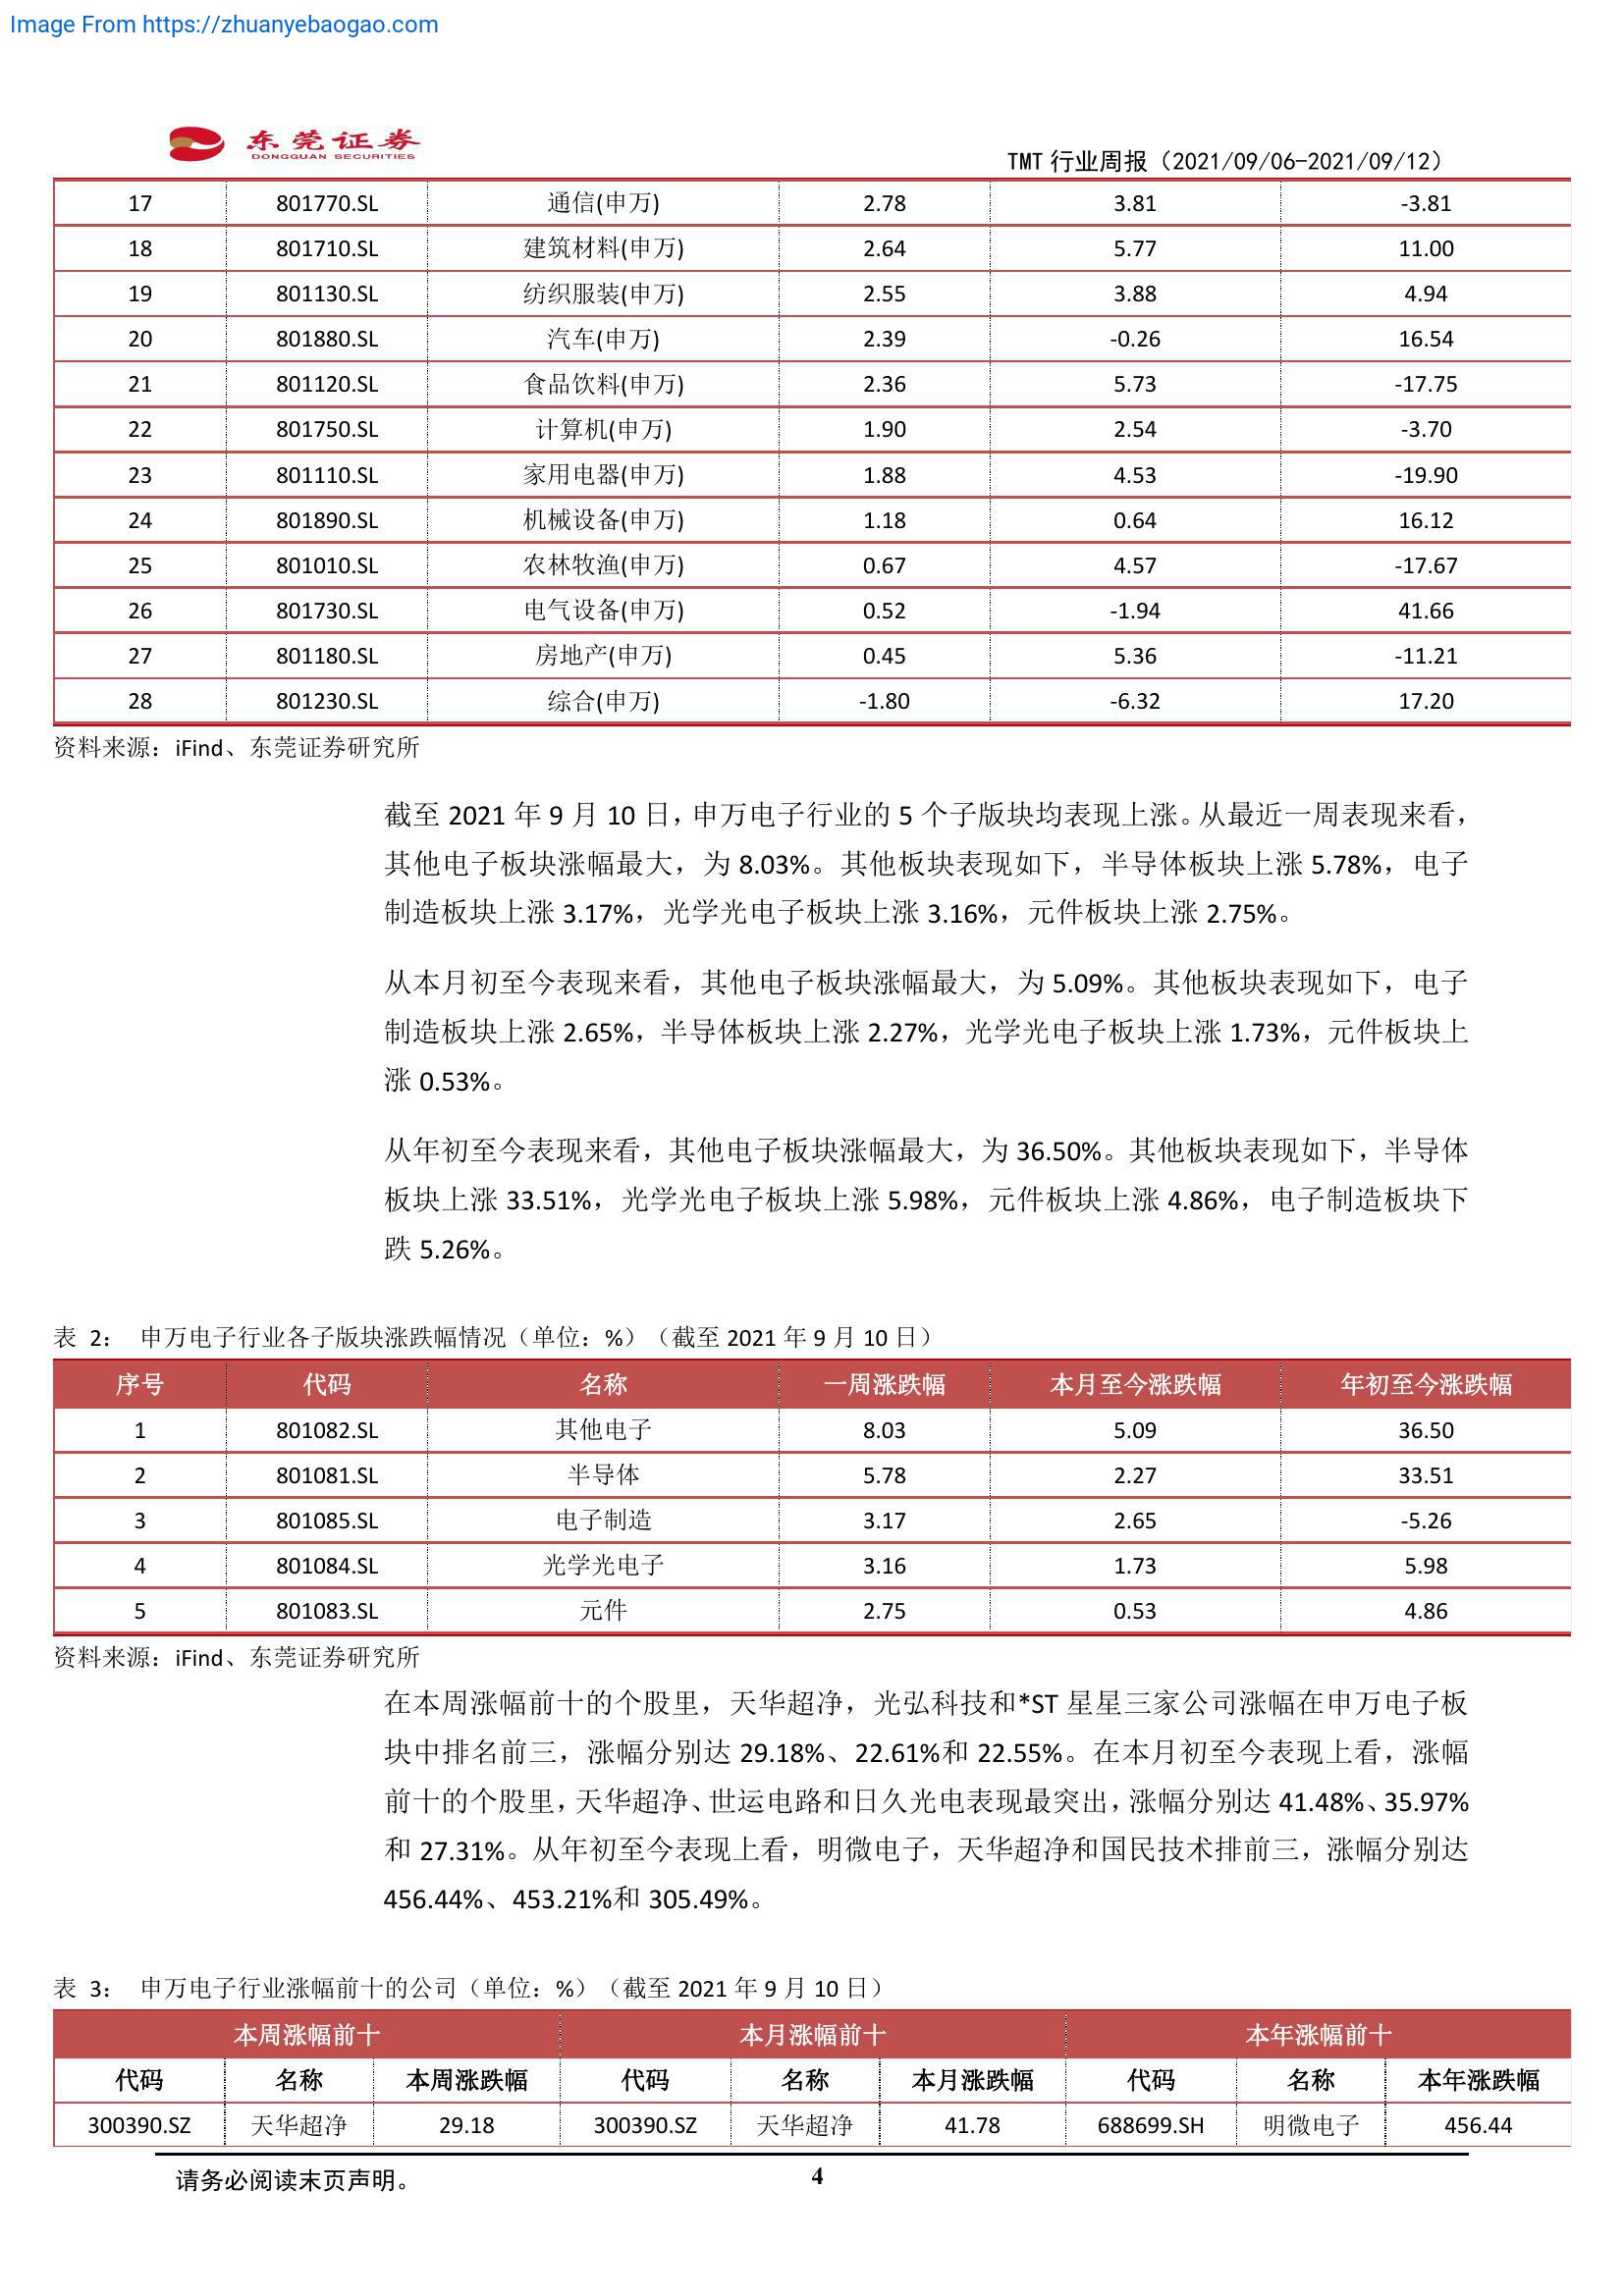 Image From https://zhuanyebaogao.com
东莞证券
DONGGUAN SECURITIES
TMT 行业周报（2021/09/06-2021/09/12）
17 801770.SL 通信(申万) 2.78 3.81 -3.81
18 801710.SL 建筑材料(申万) 2.64 5.77 11.00
19 801130.SL 纺织服装(申万) 2.55 3.88 4.94
20 801880.SL 汽车(申万) 2.39 -0.26 16.54
21 801120.SL 食品饮料(申万) 2.36 5.73 -17.75
22 801750.SL 计算机(申万) 1.90 2.54 -3.70
23 801110.SL 家用电器(申万) 1.88 4.53 -19.90
24 801890.SL 机械设备(申万) 1.18 0.64 16.12
25 801010.SL 农林牧渔(申万) 0.67 4.57 -17.67
26 801730.SL 电气设备(申万) 0.52 -1.94 41.66
27 801180.SL 房地产(申万) 0.45 5.36 -11.21
28 801230.SL 综合(申万) -1.80 -6.32 17.20
资料来源：iFind、东莞证券研究所
截至 2021 年 9 月 10 日，申万电子行业的 5 个子版块均表现上涨。从最近一周表现来看，
其他电子板块涨幅最大，为 8.03%。其他板块表现如下，半导体板块上涨 5.78%，电子
制造板块上涨 3.17%，光学光电子板块上涨 3.16%，元件板块上涨 2.75%。
从本月初至今表现来看，其他电子板块涨幅最大，为 5.09%。其他板块表现如下，电子
制造板块上涨 2.65%，半导体板块上涨 2.27%，光学光电子板块上涨 1.73%，元件板块上
涨 0.53%。
从年初至今表现来看，其他电子板块涨幅最大，为 36.50%。其他板块表现如下，半导体
板块上涨 33.51%，光学光电子板块上涨 5.98%，元件板块上涨 4.86%，电子制造板块下
跌 5.26%。
表 2： 申万电子行业各子版块涨跌幅情况（单位：%）（截至 2021 年 9 月 10 日）
序号 代码 名称 一周涨跌幅 本月至今涨跌幅 年初至今涨跌幅
1 801082.SL 其他电子 8.03 5.09 36.50
2 801081.SL 半导体 5.78 2.27 33.51
3 801085.SL 电子制造 3.17 2.65 -5.26
4 801084.SL 光学光电子 3.16 1.73 5.98
5 801083.SL 元件 2.75 0.53 4.86
资料来源：iFind、东莞证券研究所
在本周涨幅前十的个股里，天华超净，光弘科技和*ST 星星三家公司涨幅在申万电子板
块中排名前三，涨幅分别达 29.18%、22.61%和 22.55%。在本月初至今表现上看，涨幅
前十的个股里，天华超净、世运电路和日久光电表现最突出，涨幅分别达 41.48%、35.97%
和 27.31%。从年初至今表现上看，明微电子，天华超净和国民技术排前三，涨幅分别达
456.44%、453.21%和 305.49%。
表 3： 申万电子行业涨幅前十的公司（单位：%）（截至 2021 年 9 月 10 日）
本周涨幅前十 本月涨幅前十 本年涨幅前十
代码 名称 本周涨跌幅 代码 名称 本月涨跌幅 代码 名称 本年涨跌幅
300390.SZ 天华超净 29.18 300390.SZ 天华超净 41.78 688699.SH 明微电子 456.44
请务必阅读末页声明。 4